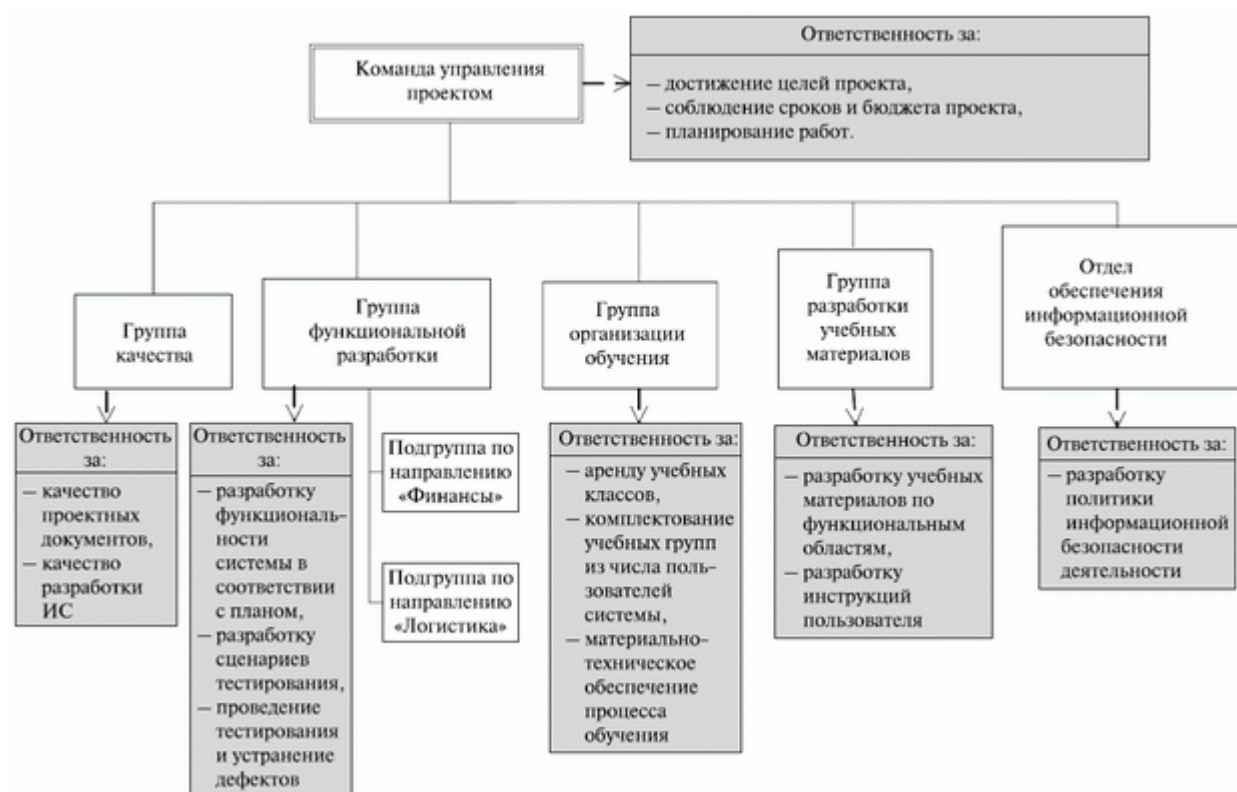 Команда управления
проектом
Ответственность за:
— достижение целей проекта,
— соблюдение сроков и бюджета проекта,
— планирование работ.
Группа
качества
Группа
функциональной
разработки
Группа
организации
обучения
Группа
разработки
учебных
материалов
Отдел
обеспечения
информационной
безопасности
Ответственность
за:
— качество
проектных
документов,
— качество
разработки
ИС
Ответственность
за:
— разработку
функциональ-
ности
системы в
соответствии
с планом,
— разработку
сценариев
тестирования,
— проведение
тестирования
и устранение
дефектов
Подгруппа по
направлению
«Финансы»
Подгруппа по
направлению
«Логистика»
Ответственность за:
— аренду учебных
классов,
— комплектование
учебных групп
из числа поль-
зователей
системы,
— материально-
техническое
обеспечение
процесса
обучения
Ответственность за:
— разработку учебных
материалов по
функциональным
областям,
— разработку
инструкций
пользователя
Ответственность за:
— разработку
политики
информационной
безопасности
деятельности